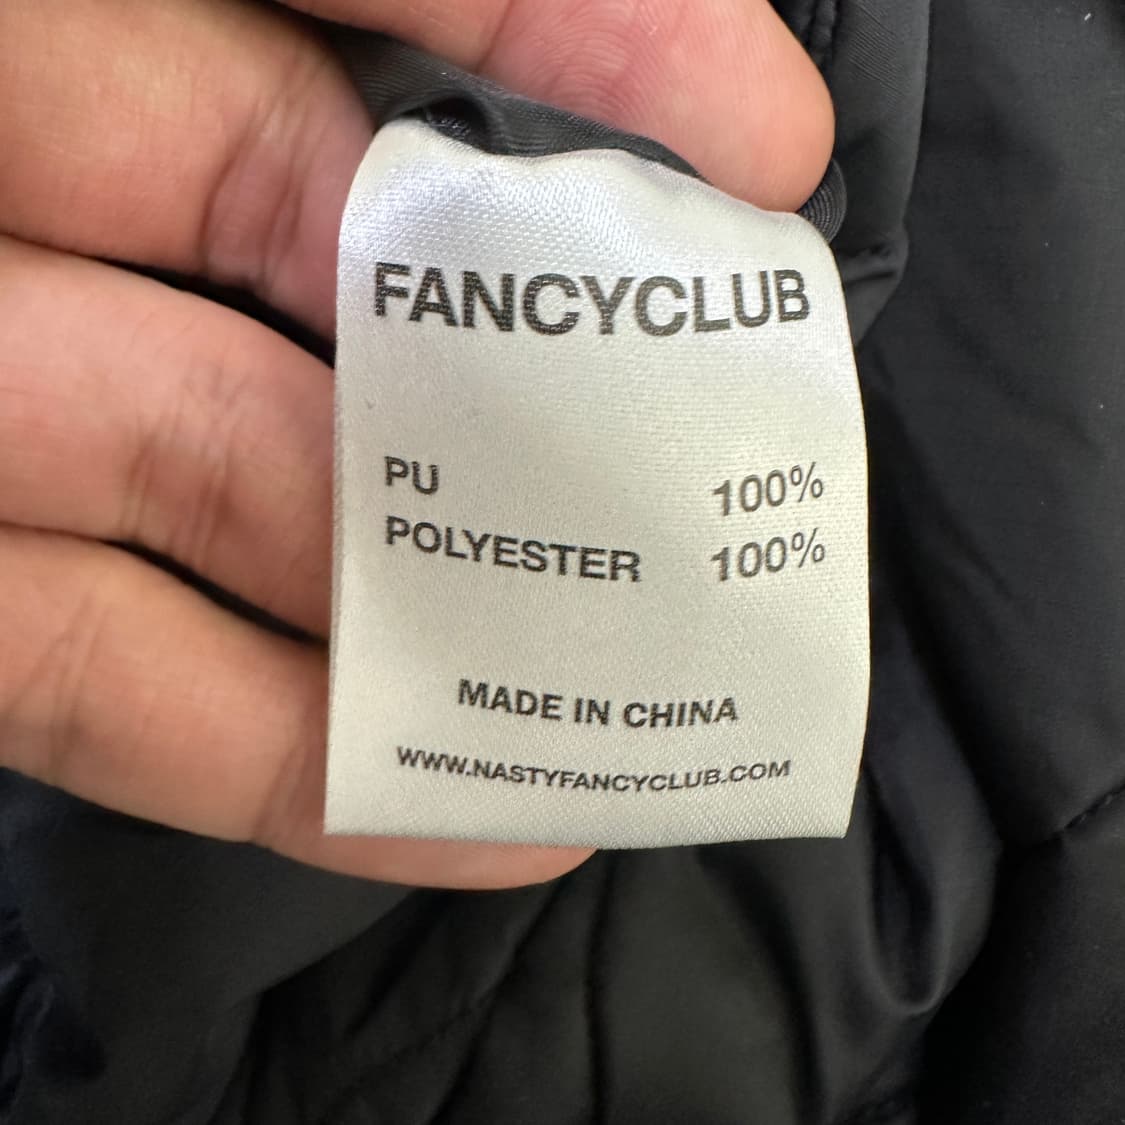 FANCYCLUB
PU 100%
POLYESTER 100%
MADE IN CHINA
WWW.NASTYFANCYCLUB.COM